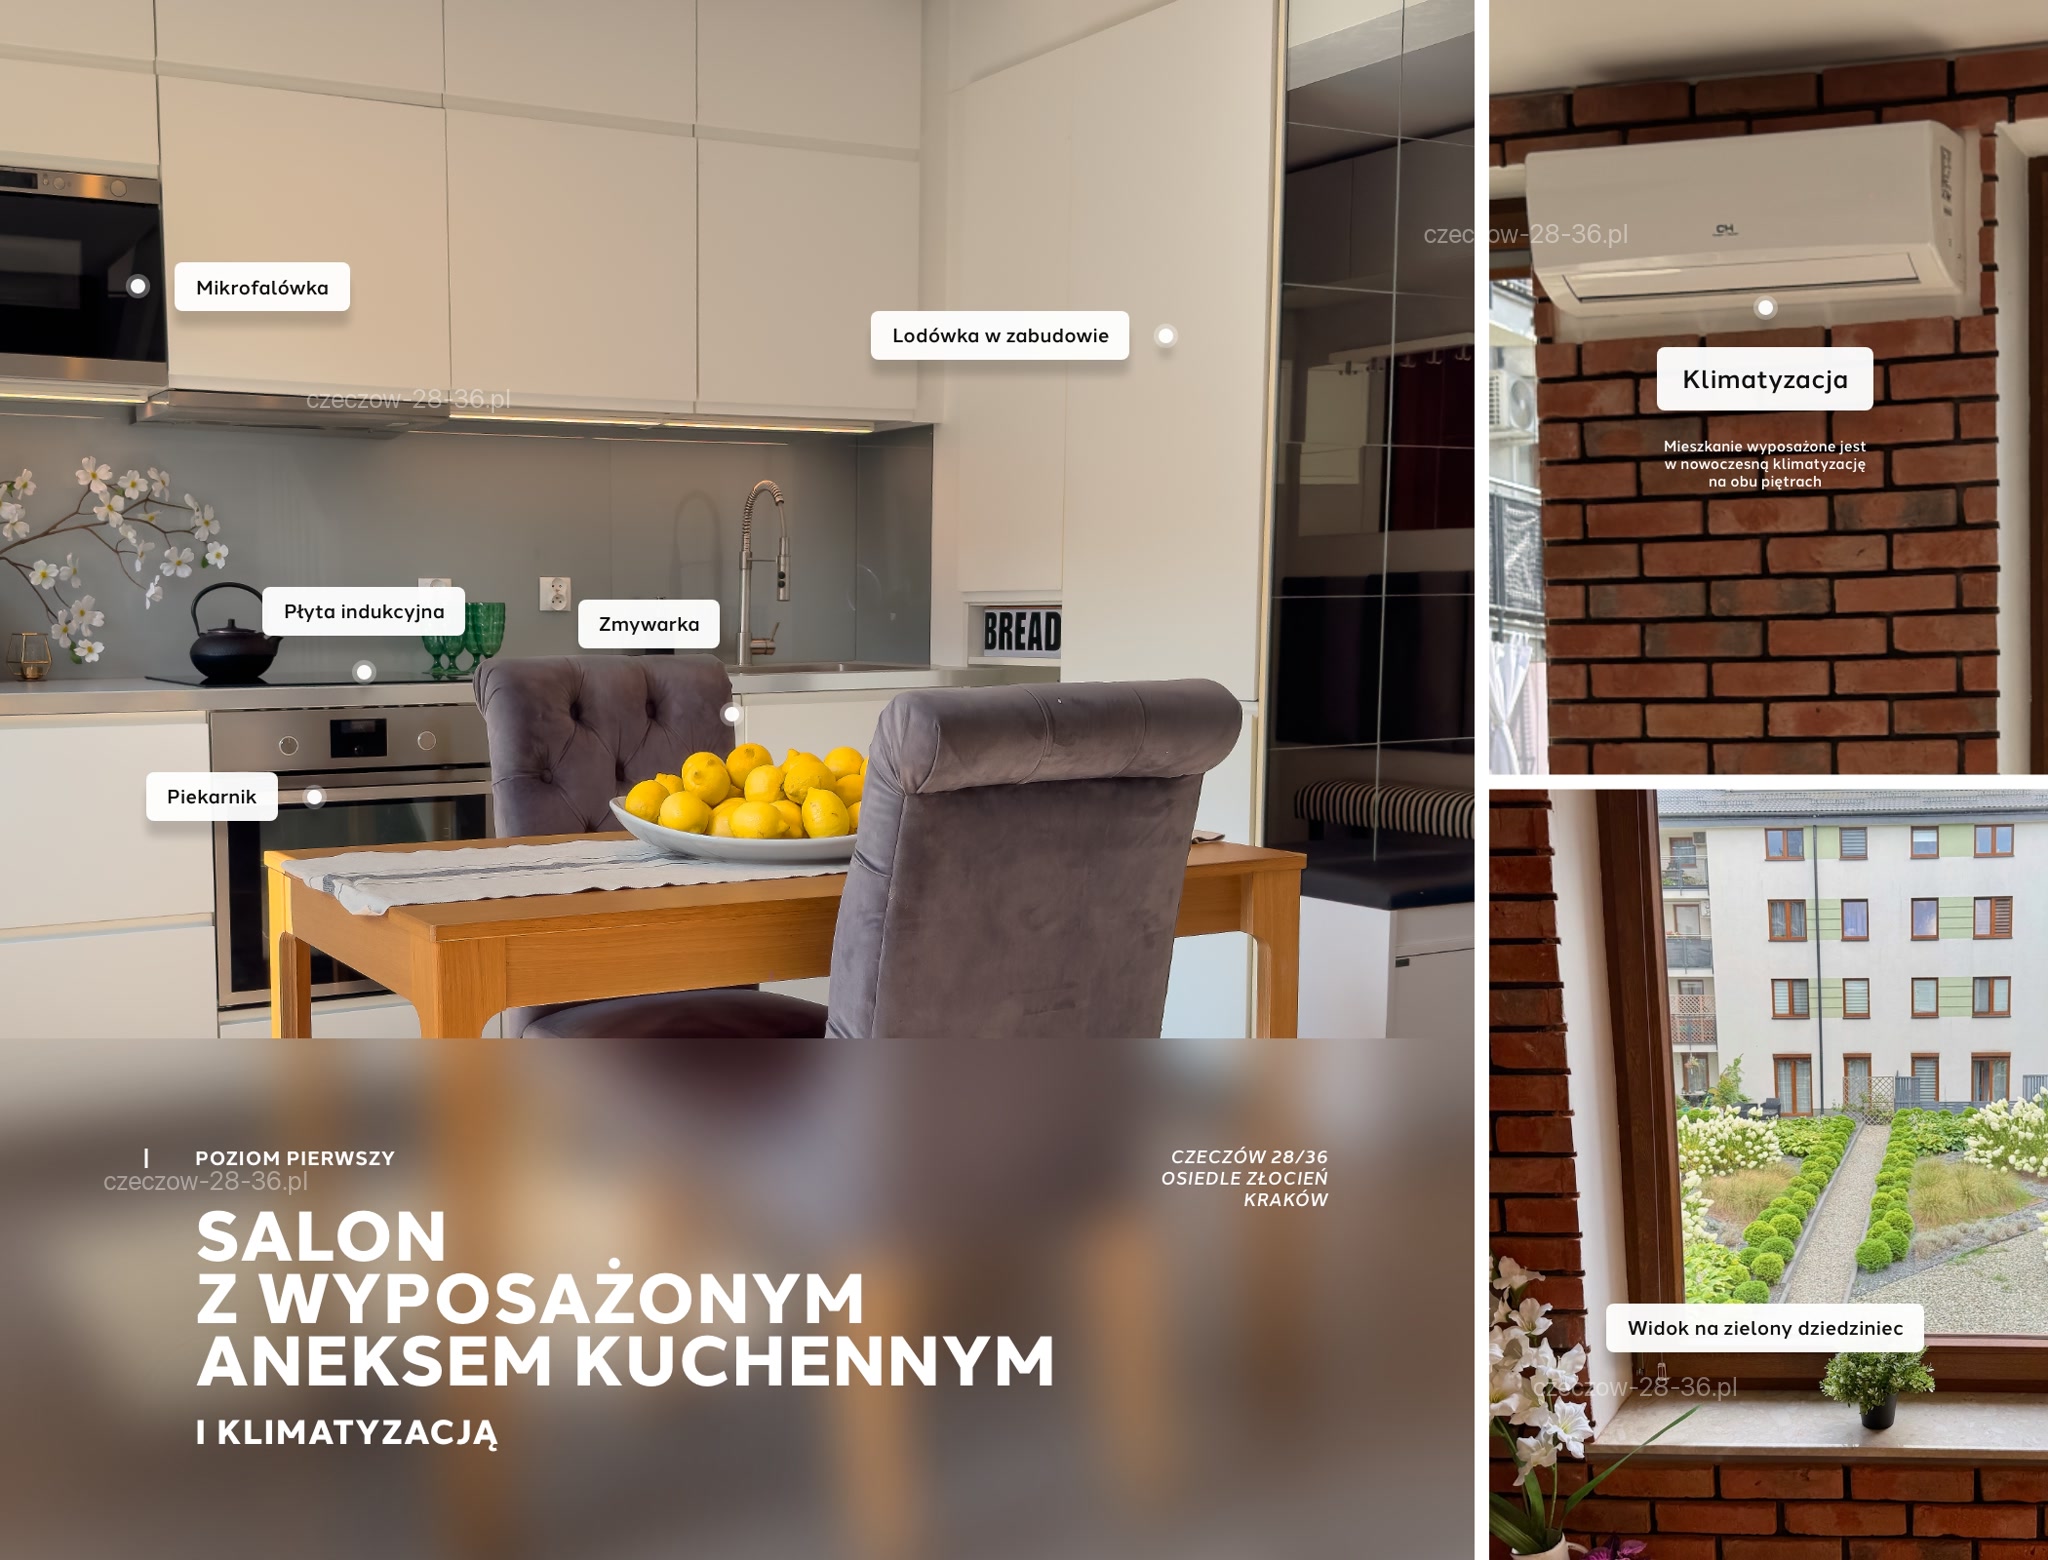 Mikrofalówka
Lodówka w zabudowie
czeczow-28-36.pl
Płyta indukcyjna
Zmywarka
BREAD
Piekarnik
| POZIOM PIERWSZY
czeczow-28-36.pl
SALON
Z WYPOSAŻONYM
ANEKSEM KUCHENNYM
I KLIMATYZACJĄ
CZECZÓW 28/36
OSIEDLE ZŁOCIEŃ
KRAKÓW
czeczow-28-36.pl
CH
Klimatyzacja
Mieszkanie wyposażone jest
w nowoczesną klimatyzację
na obu piętrach
Widok na zielony dziedziniec
czeczow-28-36.pl